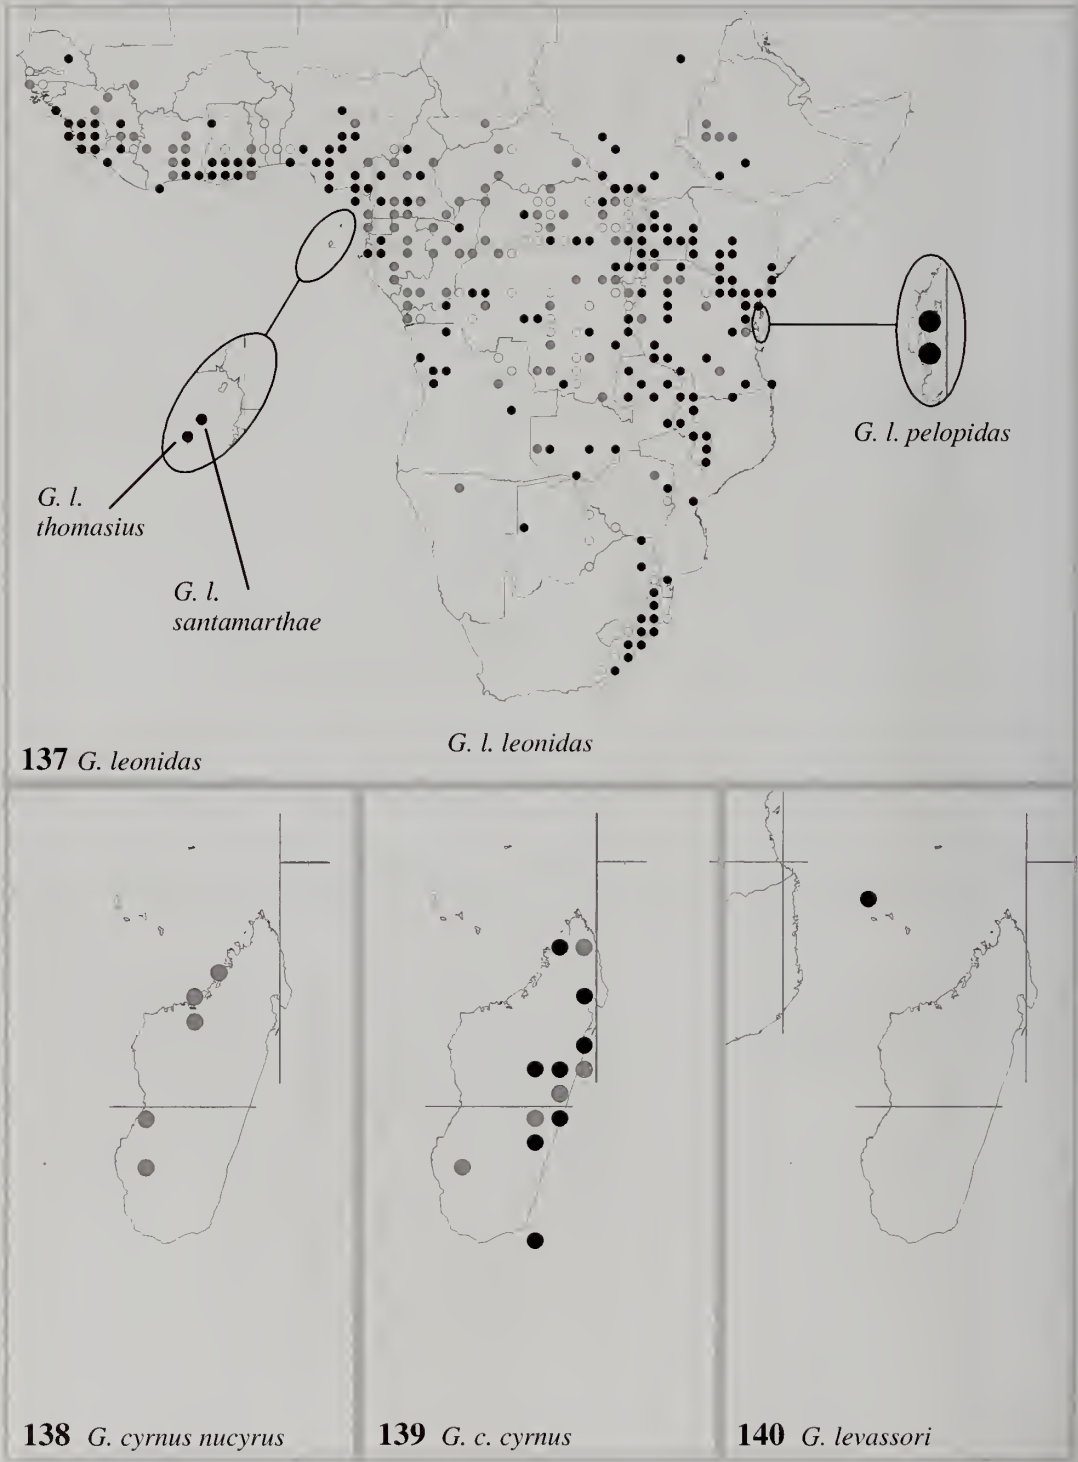 G. l. pelopidas
G. l.
thomasius
G. l.
santamarthae
G. l. leonidas
137 G. leonidas
138 G. cyrnus nucyrus
139 G. c. cyrnus
140 G. levassori